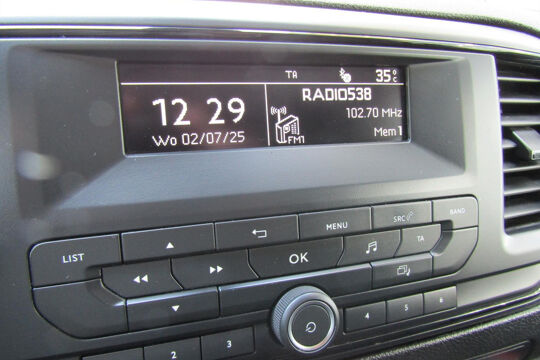 TA 35°C
12 29
RADIO538
102.70 MHz
Wo 02/07/25
FM1
Mem 1
LIST
MENU
SRC
BAND
OK
TA
2
3
4
5
6